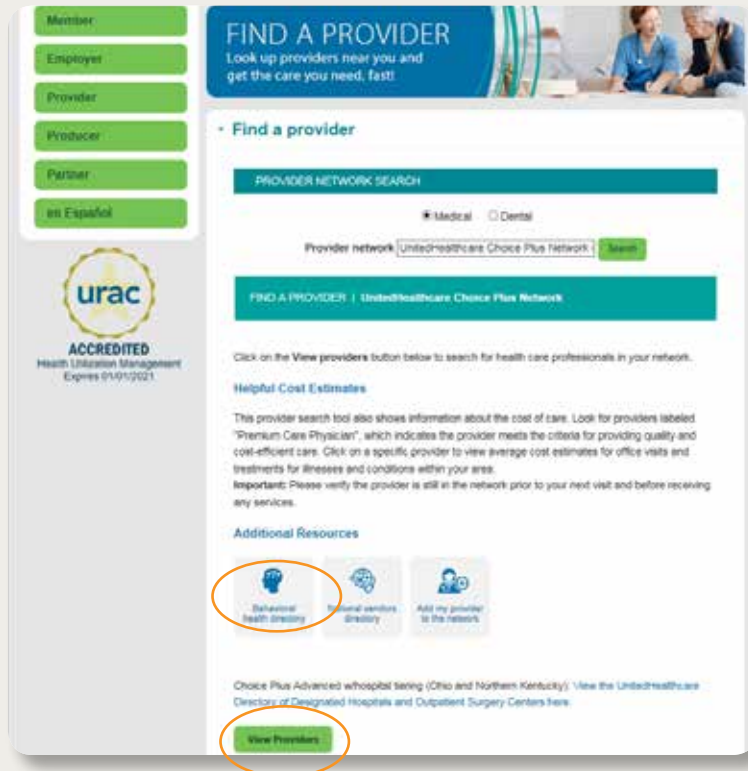 Member
Employer
Provider
Producer
Partner
en Español
urac
ACCREDITED
Health Utilization Management
Expires 01/01/2021
FIND A PROVIDER
Look up providers near you and
get the care you need, fast!
Find a provider
PROVIDER NETWORK SEARCH
Medical Dental
Provider network UnitedHealthcare Choice Plus Network Search
FIND A PROVIDER | UnitedHealthcare Choice Plus Network
Click on the View providers button below to search for health care professionals in your network.
Helpful Cost Estimates
This provider search tool also shows information about the cost of care. Look for providers labeled
"Premium Care Physician", which indicates the provider meets the criteria for providing quality and
cost-efficient care. Click on a specific provider to view average cost estimates for office visits and
treatments for illnesses and conditions within your area.
Important: Please verify the provider is still in the network prior to your next visit and before receiving
any services.
Additional Resources
Behavioral
health directory
National vendors
directory
Add my provider
to the network
Choice Plus Advanced w/hospital tiering (Ohio and Northern Kentucky): View the UnitedHealthcare
Directory of Designated Hospitals and Outpatient Surgery Centers here.
View Providers